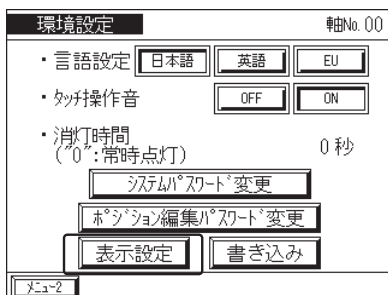 環境設定 軸No. 00
・言語設定 日本語 英語 EU
・ﾀｯﾁ操作音 OFF ON
・消灯時間 0 秒
("0":常時点灯)
ｼｽﾃﾑﾊﾟｽﾜｰﾄﾞ変更
ﾎﾟｼﾞｼｮﾝ編集ﾊﾟｽﾜｰﾄﾞ変更
表示設定 書き込み
ﾒﾆｭｰ2